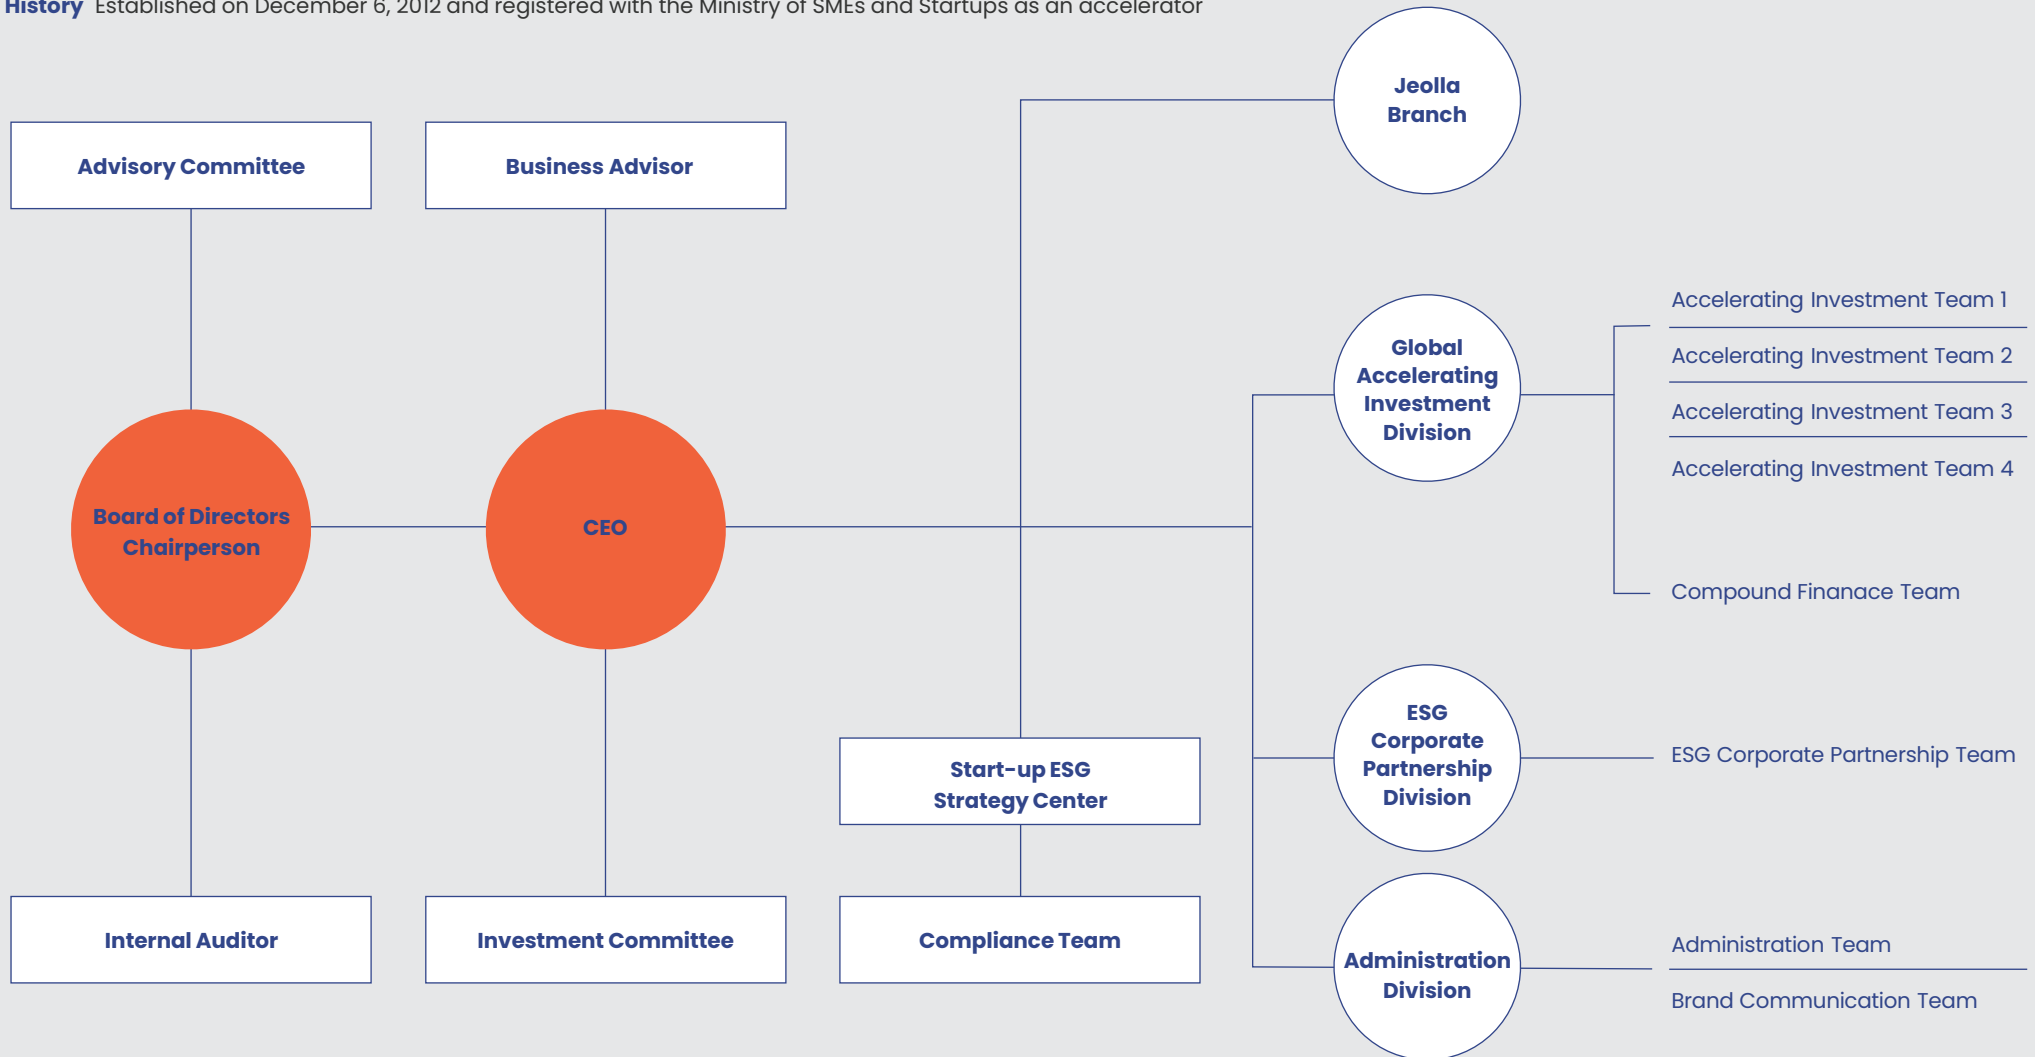 History Established on December 6, 2012 and registered with the Ministry of SMEs and Startups as an accelerator
Jeolla
Branch
Advisory Committee
Business Advisor
Global
Accelerating
Investment
Division
Accelerating Investment Team 1
Accelerating Investment Team 2
Accelerating Investment Team 3
Accelerating Investment Team 4
Board of Directors
Chairperson
CEO
Compound Finanace Team
Start-up ESG
Strategy Center
ESG
Corporate
Partnership
Division
ESG Corporate Partnership Team
Internal Auditor
Investment Committee
Compliance Team
Administration
Division
Administration Team
Brand Communication Team